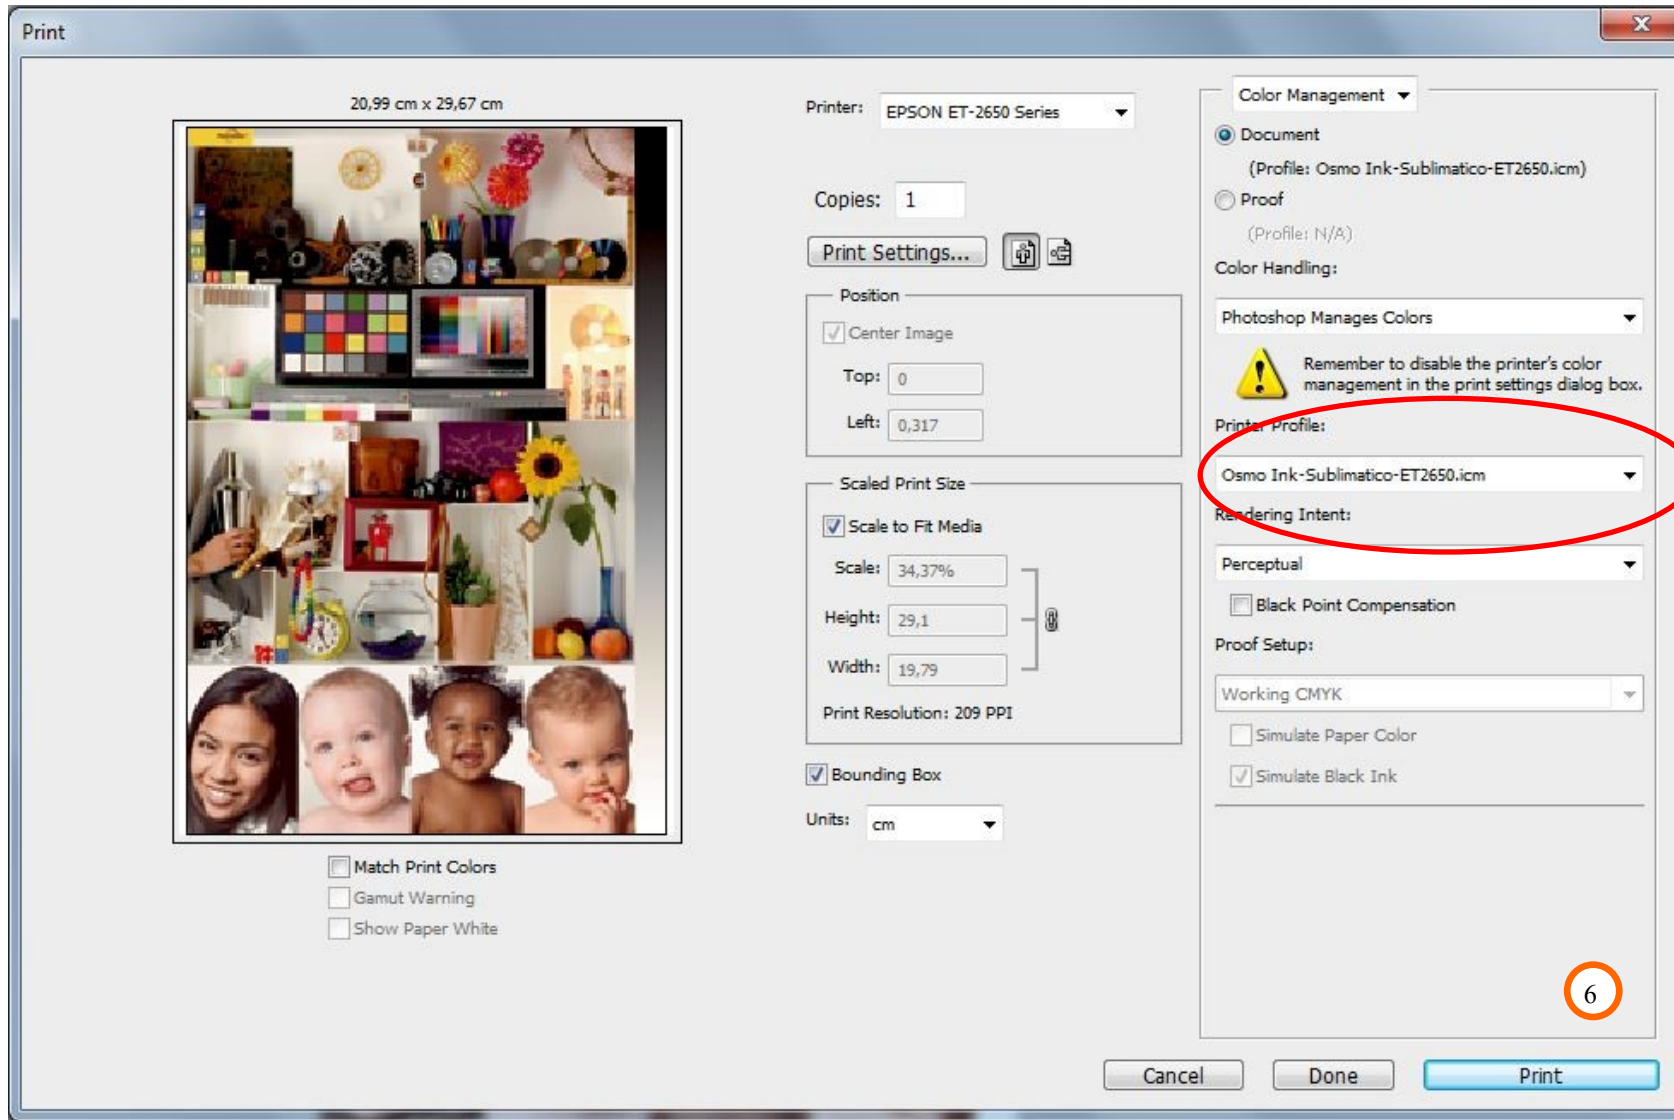 Print
X
20,99 cm x 29,67 cm
Match Print Colors
Gamut Warning
Show Paper White
Printer: EPSON ET-2650 Series
Copies: 1
Print Settings...
Position
Center Image
Top: 0
Left: 0,317
Scaled Print Size
Scale to Fit Media
Scale: 34,37%
Height: 29,1
Width: 19,79
Print Resolution: 209 PPI
Bounding Box
Units: cm
Color Management
Document
(Profile: Osmo Ink-Sublimatico-ET2650.icm)
Proof
(Profile: N/A)
Color Handling:
Photoshop Manages Colors
Remember to disable the printer's color
management in the print settings dialog box.
Printer Profile:
Osmo Ink-Sublimatico-ET2650.icm
Rendering Intent:
Perceptual
Black Point Compensation
Proof Setup:
Working CMYK
Simulate Paper Color
Simulate Black Ink
6
Cancel
Done
Print